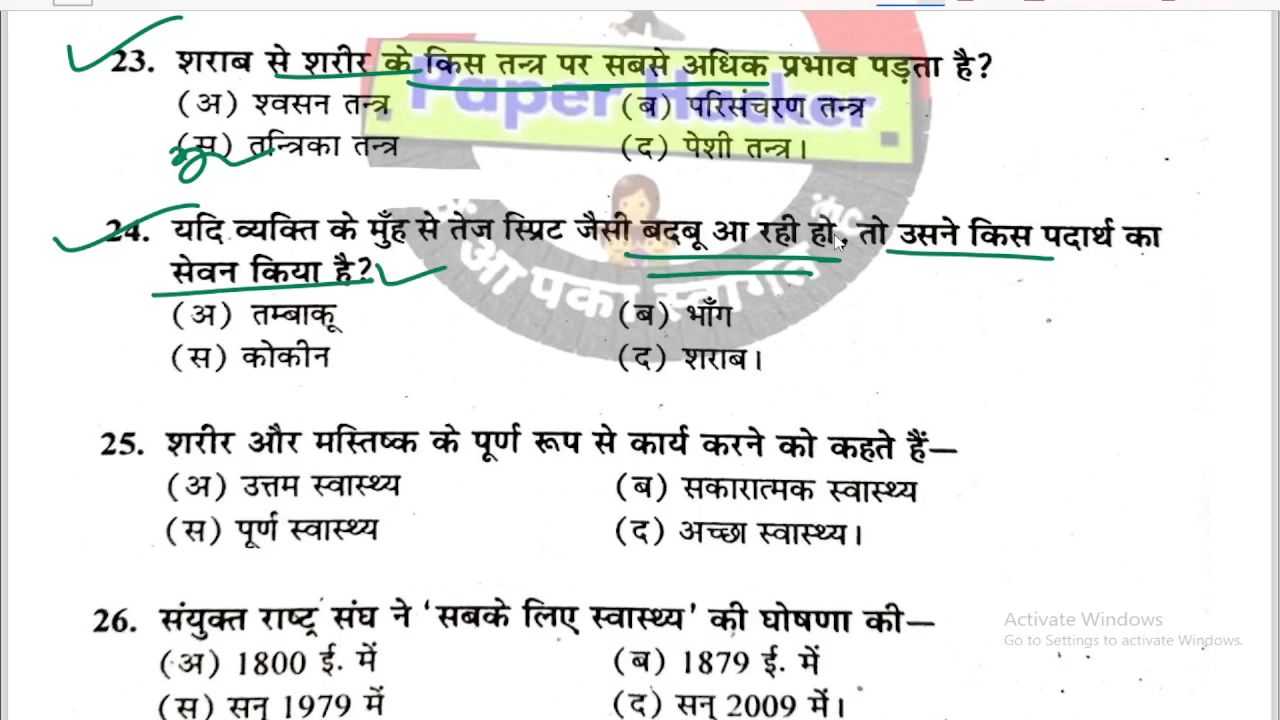 23. शराब से शरीर के किस तन्त्र पर सबसे अधिक प्रभाव पड़ता है?
(अ) श्वसन तन्त्र (ब) परिसंचरण तन्त्र
(स) तन्त्रिका तन्त्र (द) पेशी तन्त्र।
Paper Hacker
24. यदि व्यक्ति के मुँह से तेज स्प्रिट जैसी बदबू आ रही हो, तो उसने किस पदार्थ का
सेवन किया है?
आपका स्वागत
(अ) तम्बाकू (ब) भाँग
(स) कोकीन (द) शराब।
25. शरीर और मस्तिष्क के पूर्ण रूप से कार्य करने को कहते हैं—
(अ) उत्तम स्वास्थ्य (ब) सकारात्मक स्वास्थ्य
(स) पूर्ण स्वास्थ्य (द) अच्छा स्वास्थ्य।
26. संयुक्त राष्ट्र संघ ने ‘सबके लिए स्वास्थ्य’ की घोषणा की—
(अ) 1800 ई. में (ब) 1879 ई. में
(स) सन् 1979 में (द) सन् 2009 में।
Activate Windows
Go to Settings to activate Windows.